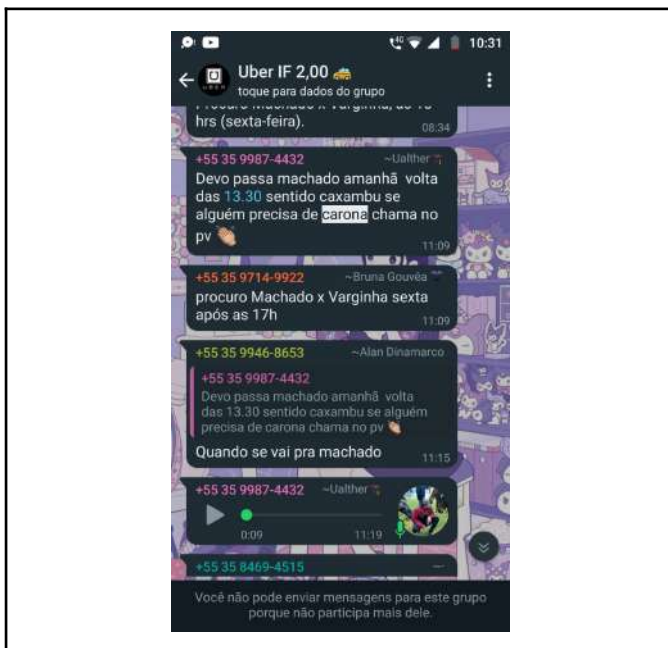 4G 10:31
Uber IF 2,00 🚕
toque para dados do grupo
Procuro Machado x Varginha, às 18
hrs (sexta-feira).
08:34
+55 35 9987-4432 ~Ualther
Devo passa machado amanhã volta
das 13.30 sentido caxambu se
alguém precisa de carona chama no
pv 👏🏼
11:09
+55 35 9714-9922 ~Bruna Gouvêa
procuro Machado x Varginha sexta
após as 17h
11:09
+55 35 9946-8653 ~Alan Dinamarco
+55 35 9987-4432
Devo passa machado amanhã volta
das 13.30 sentido caxambu se alguém
precisa de carona chama no pv 👏🏼
Quando se vai pra machado
11:15
+55 35 9987-4432 ~Ualther
0:09 11:19
+55 35 8469-4515
Você não pode enviar mensagens para este grupo
porque não participa mais dele.